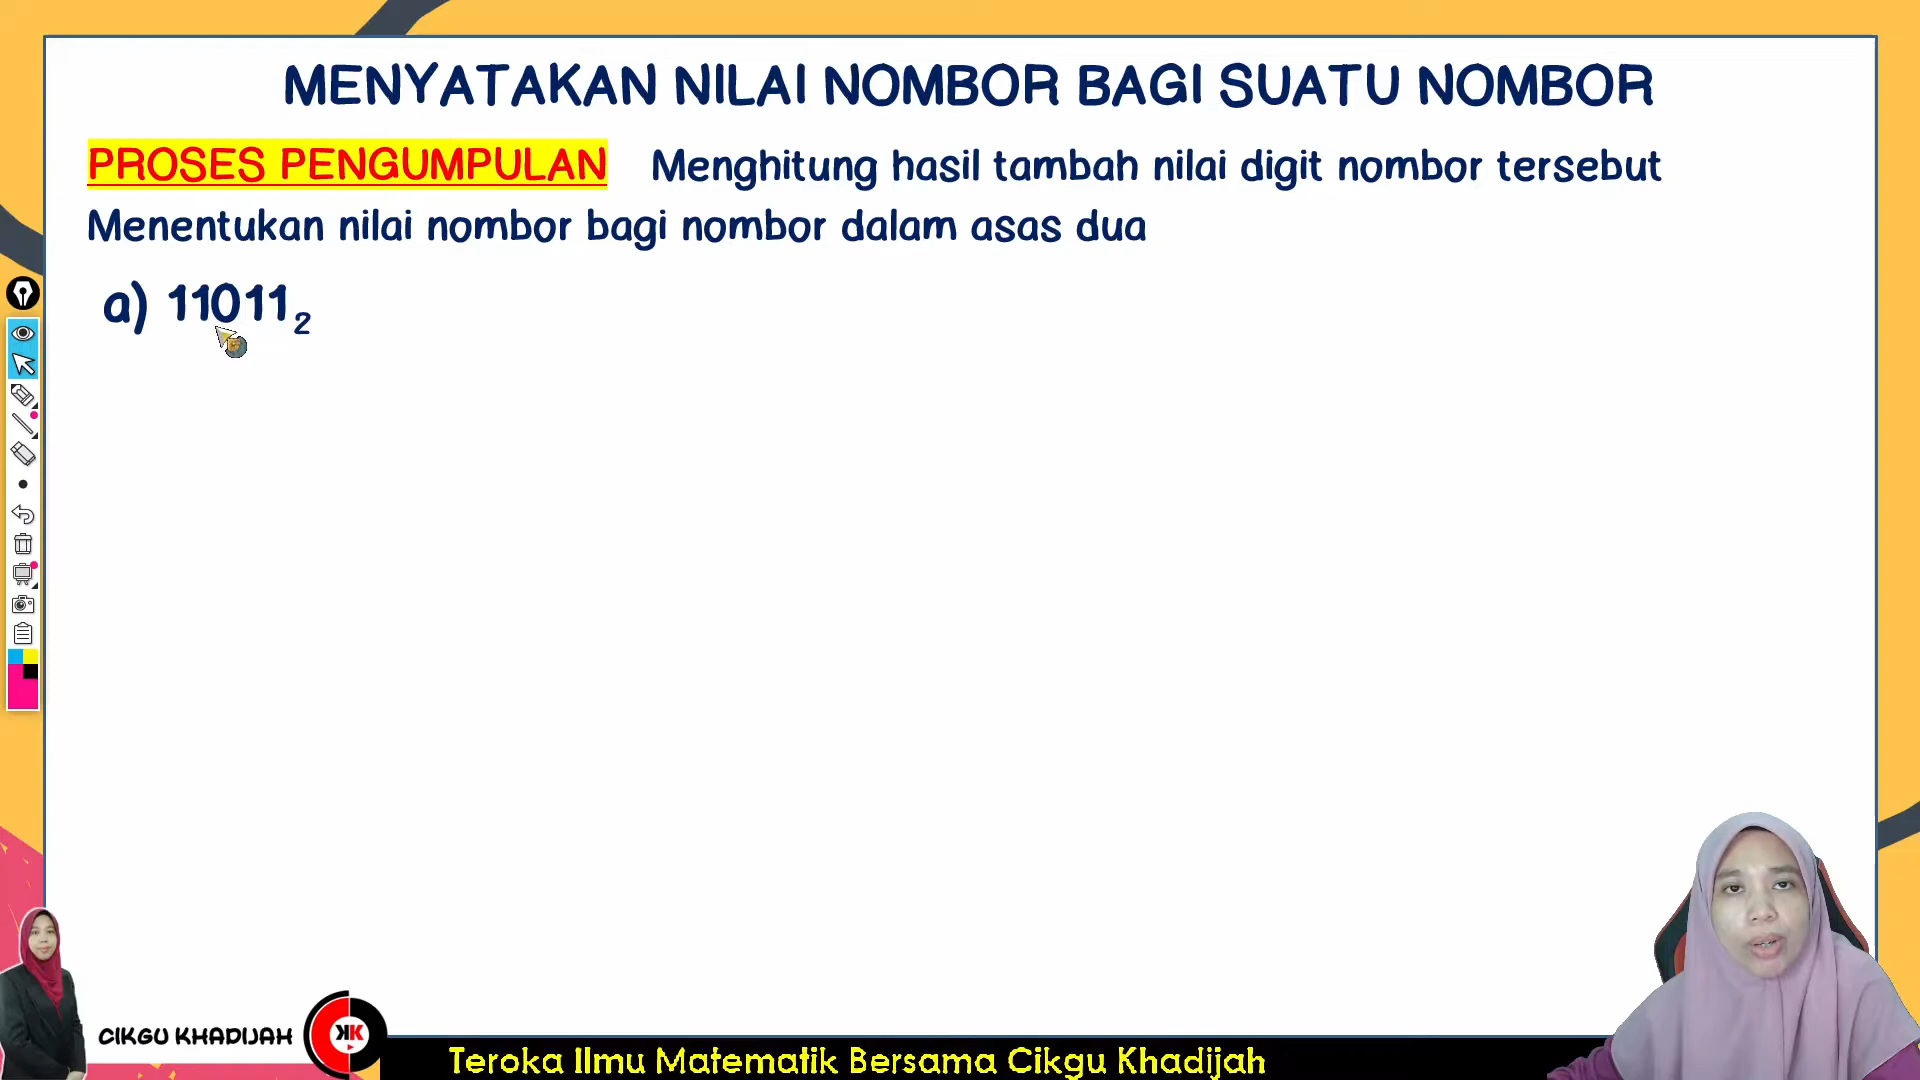 MENYATAKAN NILAI NOMBOR BAGI SUATU NOMBOR
PROSES PENGUMPULAN Menghitung hasil tambah nilai digit nombor tersebut
Menentukan nilai nombor bagi nombor dalam asas dua
a) 11011₂
CIKGU KHADIJAH
KK
Teroka Ilmu Matematik Bersama Cikgu Khadijah